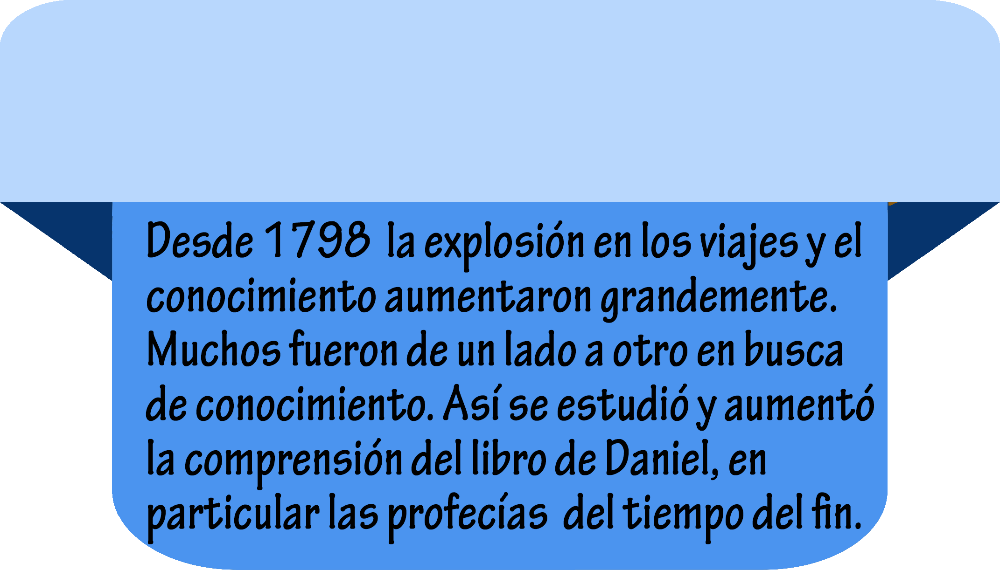 Desde 1798 la explosión en los viajes y el
conocimiento aumentaron grandemente.
Muchos fueron de un lado a otro en busca
de conocimiento. Así se estudió y aumentó
la comprensión del libro de Daniel, en
particular las profecías del tiempo del fin.